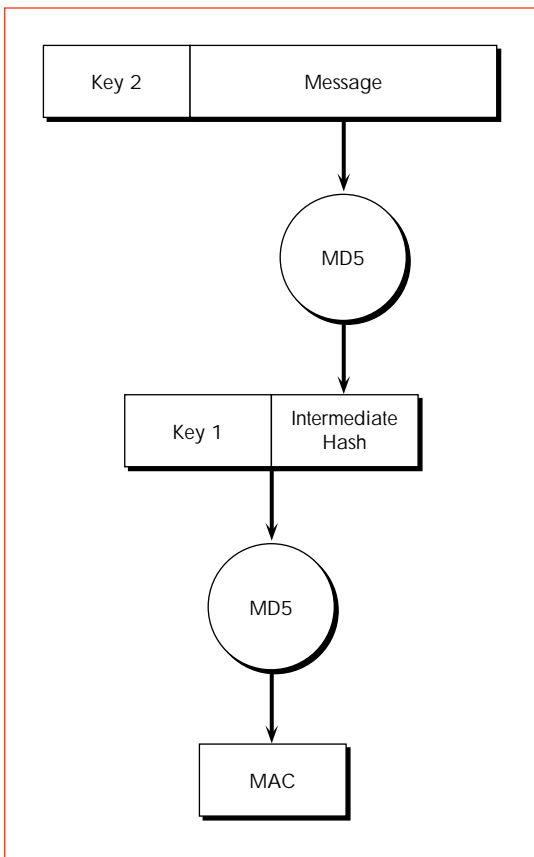 Key 2
Message
MD5
Key 1
Intermediate
Hash
MD5
MAC